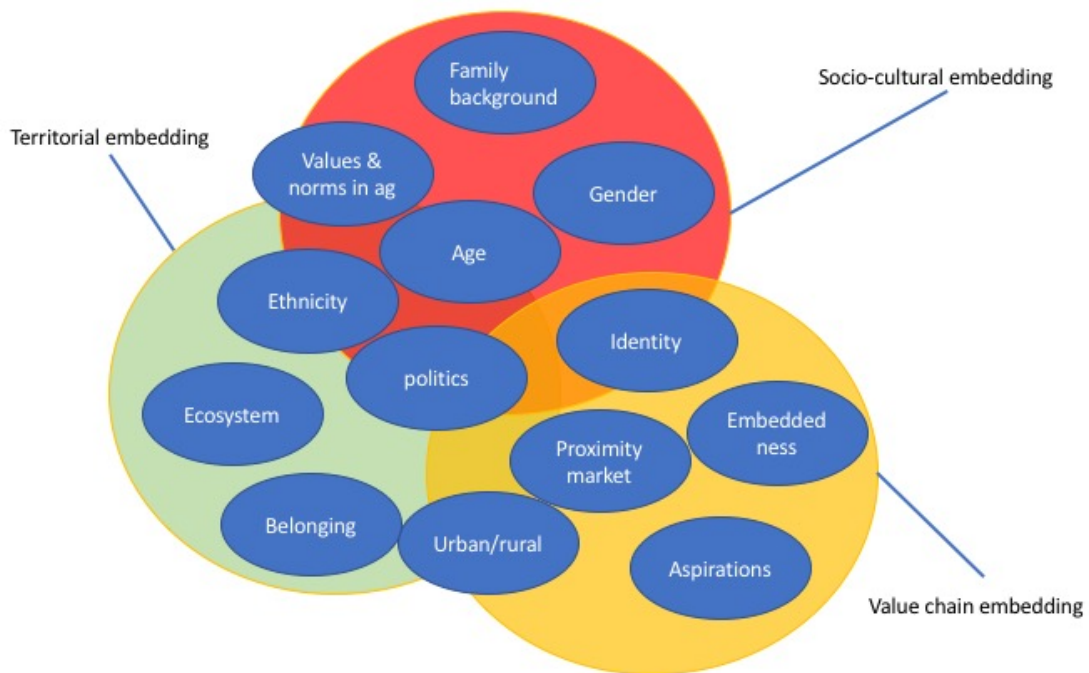 Family
background
Socio-cultural embedding
Territorial embedding
Values &
norms in ag
Gender
Age
Ethnicity
Identity
politics
Ecosystem
Embedded
ness
Proximity
market
Belonging
Urban/rural
Aspirations
Value chain embedding